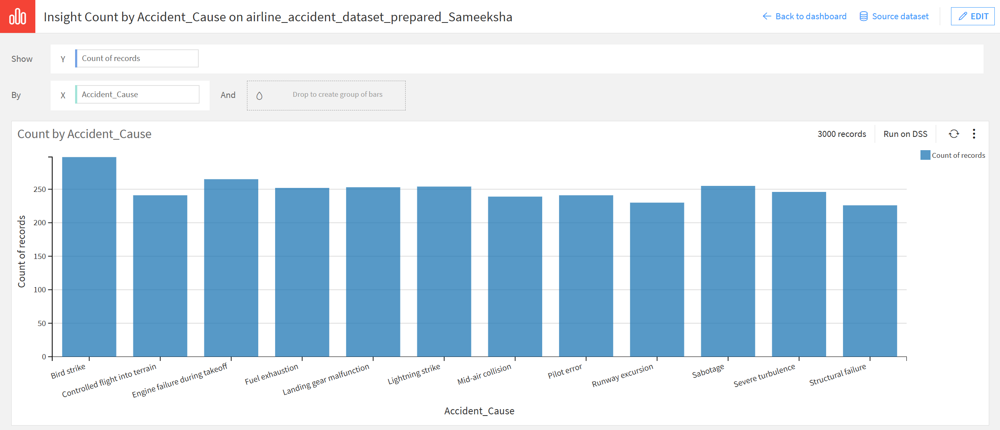 Insight Count by Accident_Cause on airline_accident_dataset_prepared_Sameeksha
Back to dashboard
Source dataset
EDIT
Show
Y
Count of records
By
X
Accident_Cause
And
Drop to create group of bars
Count by Accident_Cause
3000 records
Run on DSS
Count of records
250
200
150
100
50
0
Count of records
Bird strike
Controlled flight into terrain
Engine failure during takeoff
Fuel exhaustion
Landing gear malfunction
Lightning strike
Mid-air collision
Pilot error
Runway excursion
Sabotage
Severe turbulence
Structural failure
Accident_Cause